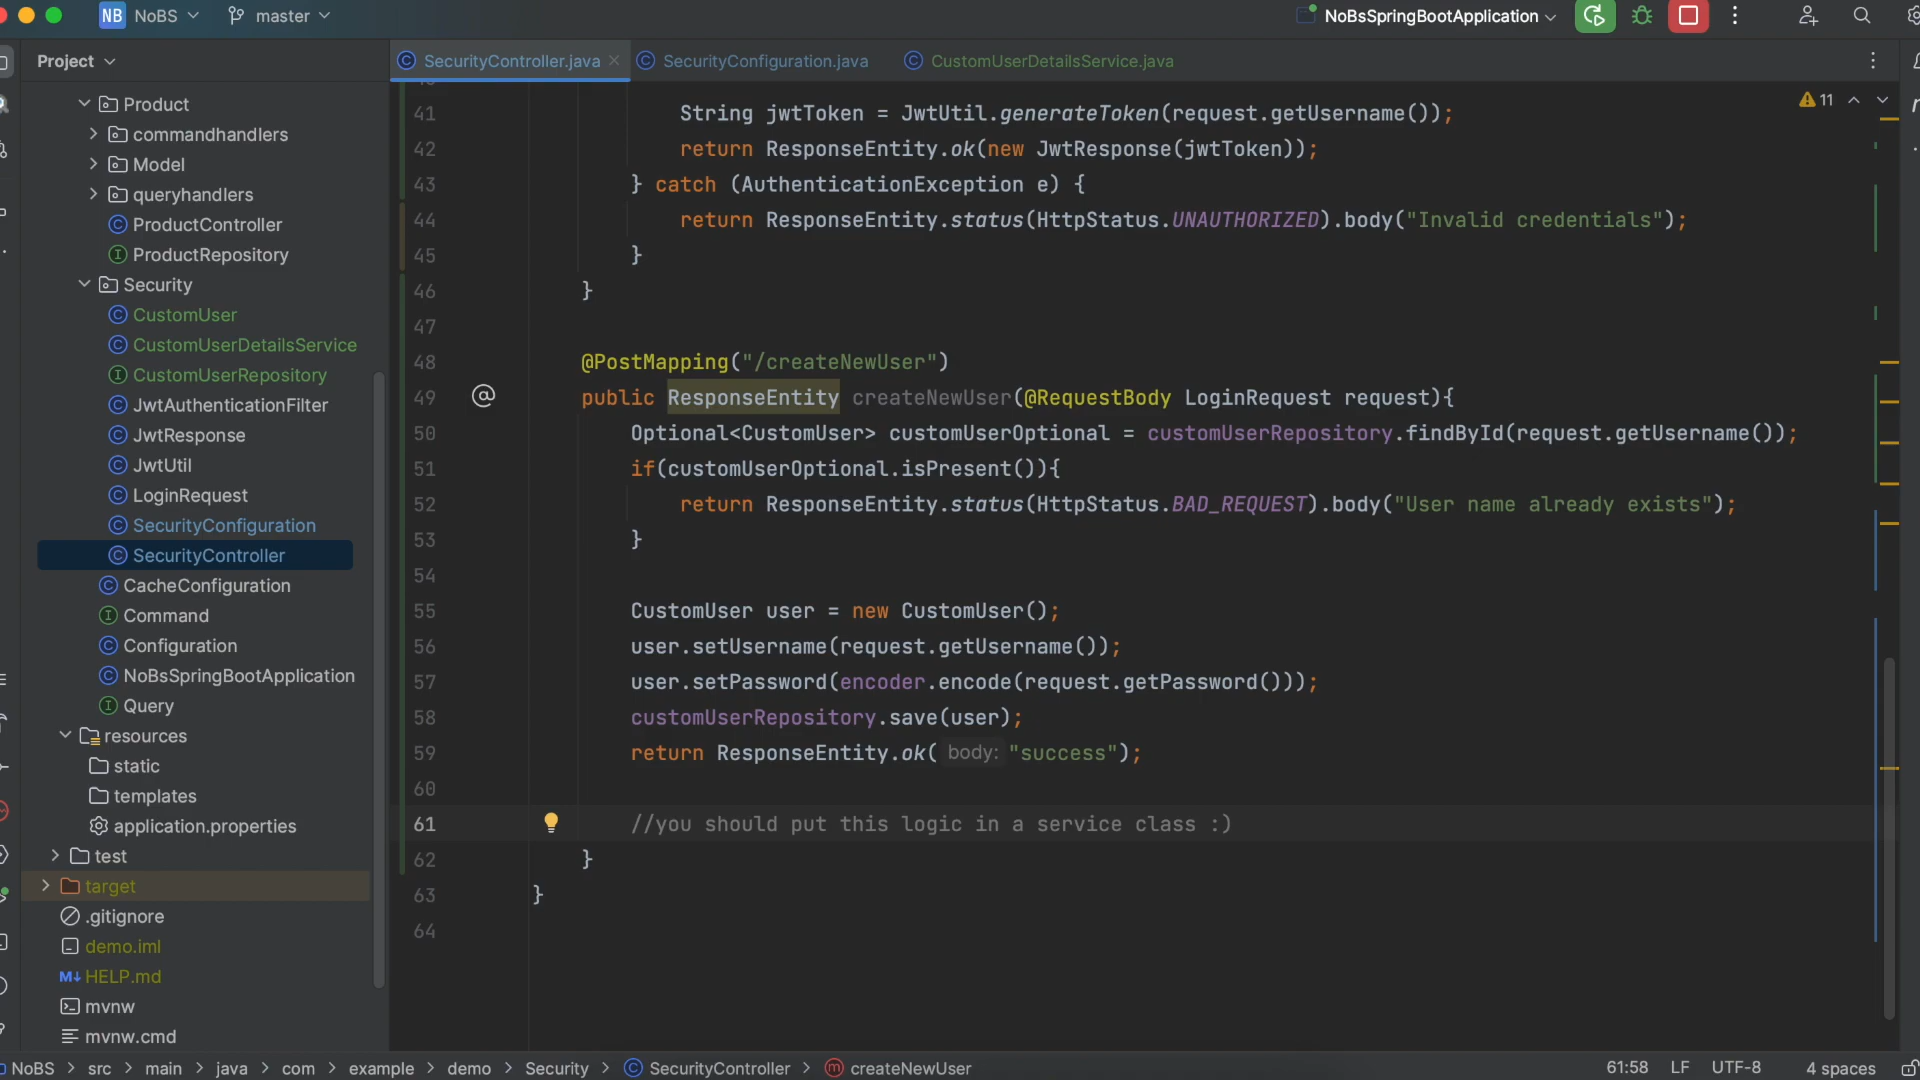 NB NoBS master NoBsSpringBootApplication
Project
SecurityController.java SecurityConfiguration.java CustomUserDetailsService.java
Product
commandhandlers
Model
queryhandlers
ProductController
ProductRepository
Security
CustomUser
CustomUserDetailsService
CustomUserRepository
JwtAuthenticationFilter
JwtResponse
JwtUtil
LoginRequest
SecurityConfiguration
SecurityController
CacheConfiguration
Command
Configuration
NoBsSpringBootApplication
Query
resources
static
templates
application.properties
test
target
.gitignore
demo.iml
M↓ HELP.md
mvnw
mvnw.cmd
11
41 String jwtToken = JwtUtil.generateToken(request.getUsername());
42 return ResponseEntity.ok(new JwtResponse(jwtToken));
43 } catch (AuthenticationException e) {
44 return ResponseEntity.status(HttpStatus.UNAUTHORIZED).body("Invalid credentials");
45 }
46 }
47
48 @PostMapping("/createNewUser")
49 public ResponseEntity createNewUser(@RequestBody LoginRequest request){
50 Optional<CustomUser> customUserOptional = customUserRepository.findById(request.getUsername());
51 if(customUserOptional.isPresent()){
52 return ResponseEntity.status(HttpStatus.BAD_REQUEST).body("User name already exists");
53 }
54
55 CustomUser user = new CustomUser();
56 user.setUsername(request.getUsername());
57 user.setPassword(encoder.encode(request.getPassword()));
58 customUserRepository.save(user);
59 return ResponseEntity.ok( body: "success");
60
61 //you should put this logic in a service class :)
62 }
63 }
64
NoBS > src > main > java > com > example > demo > Security > SecurityController > createNewUser 61:58 LF UTF-8 4 spaces